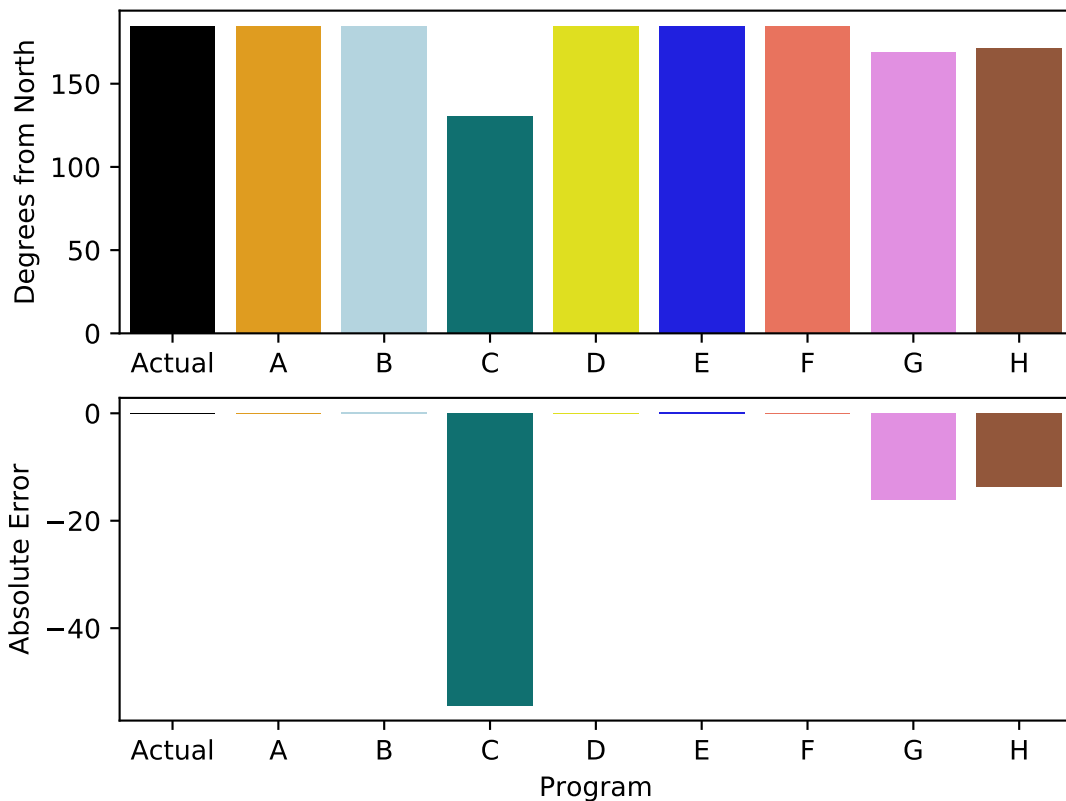 Degrees from North
150
100
50
0
Actual A B C D E F G H
Absolute Error
0
−20
−40
Actual A B C D E F G H
Program